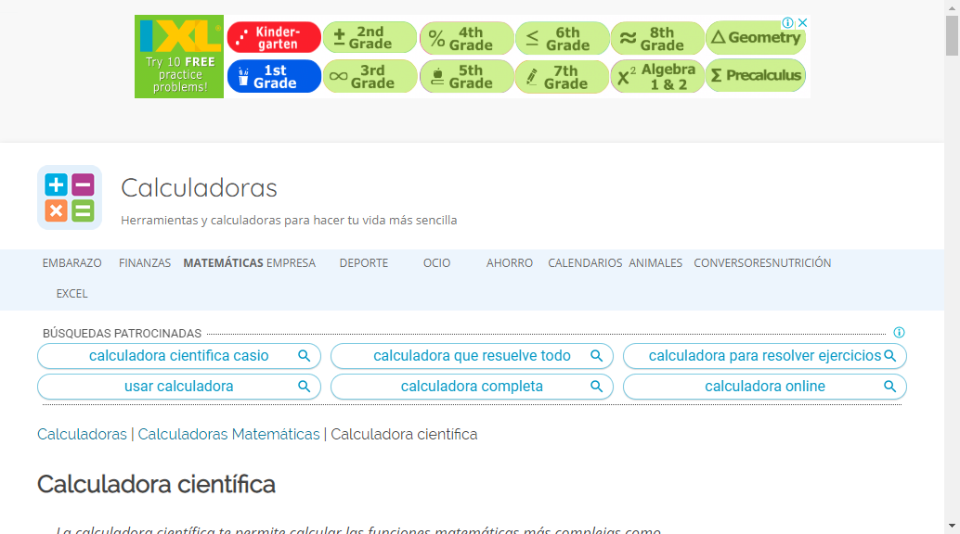 IXL
Try 10 FREE
practice
problems!
Kinder-
garten
2nd
Grade
4th
Grade
6th
Grade
8th
Grade
Geometry
1st
Grade
3rd
Grade
5th
Grade
7th
Grade
Algebra
1 & 2
Precalculus
Calculadoras
Herramientas y calculadoras para hacer tu vida más sencilla
EMBARAZO FINANZAS MATEMÁTICAS EMPRESA DEPORTE OCIO AHORRO CALENDARIOS ANIMALES CONVERSORES NUTRICIÓN
EXCEL
BÚSQUEDAS PATROCINADAS
calculadora cientifica casio
calculadora que resuelve todo
calculadora para resolver ejercicios
usar calculadora
calculadora completa
calculadora online
Calculadoras | Calculadoras Matemáticas | Calculadora científica
Calculadora científica
La calculadora científica te permite calcular las funciones matemáticas más complejas como